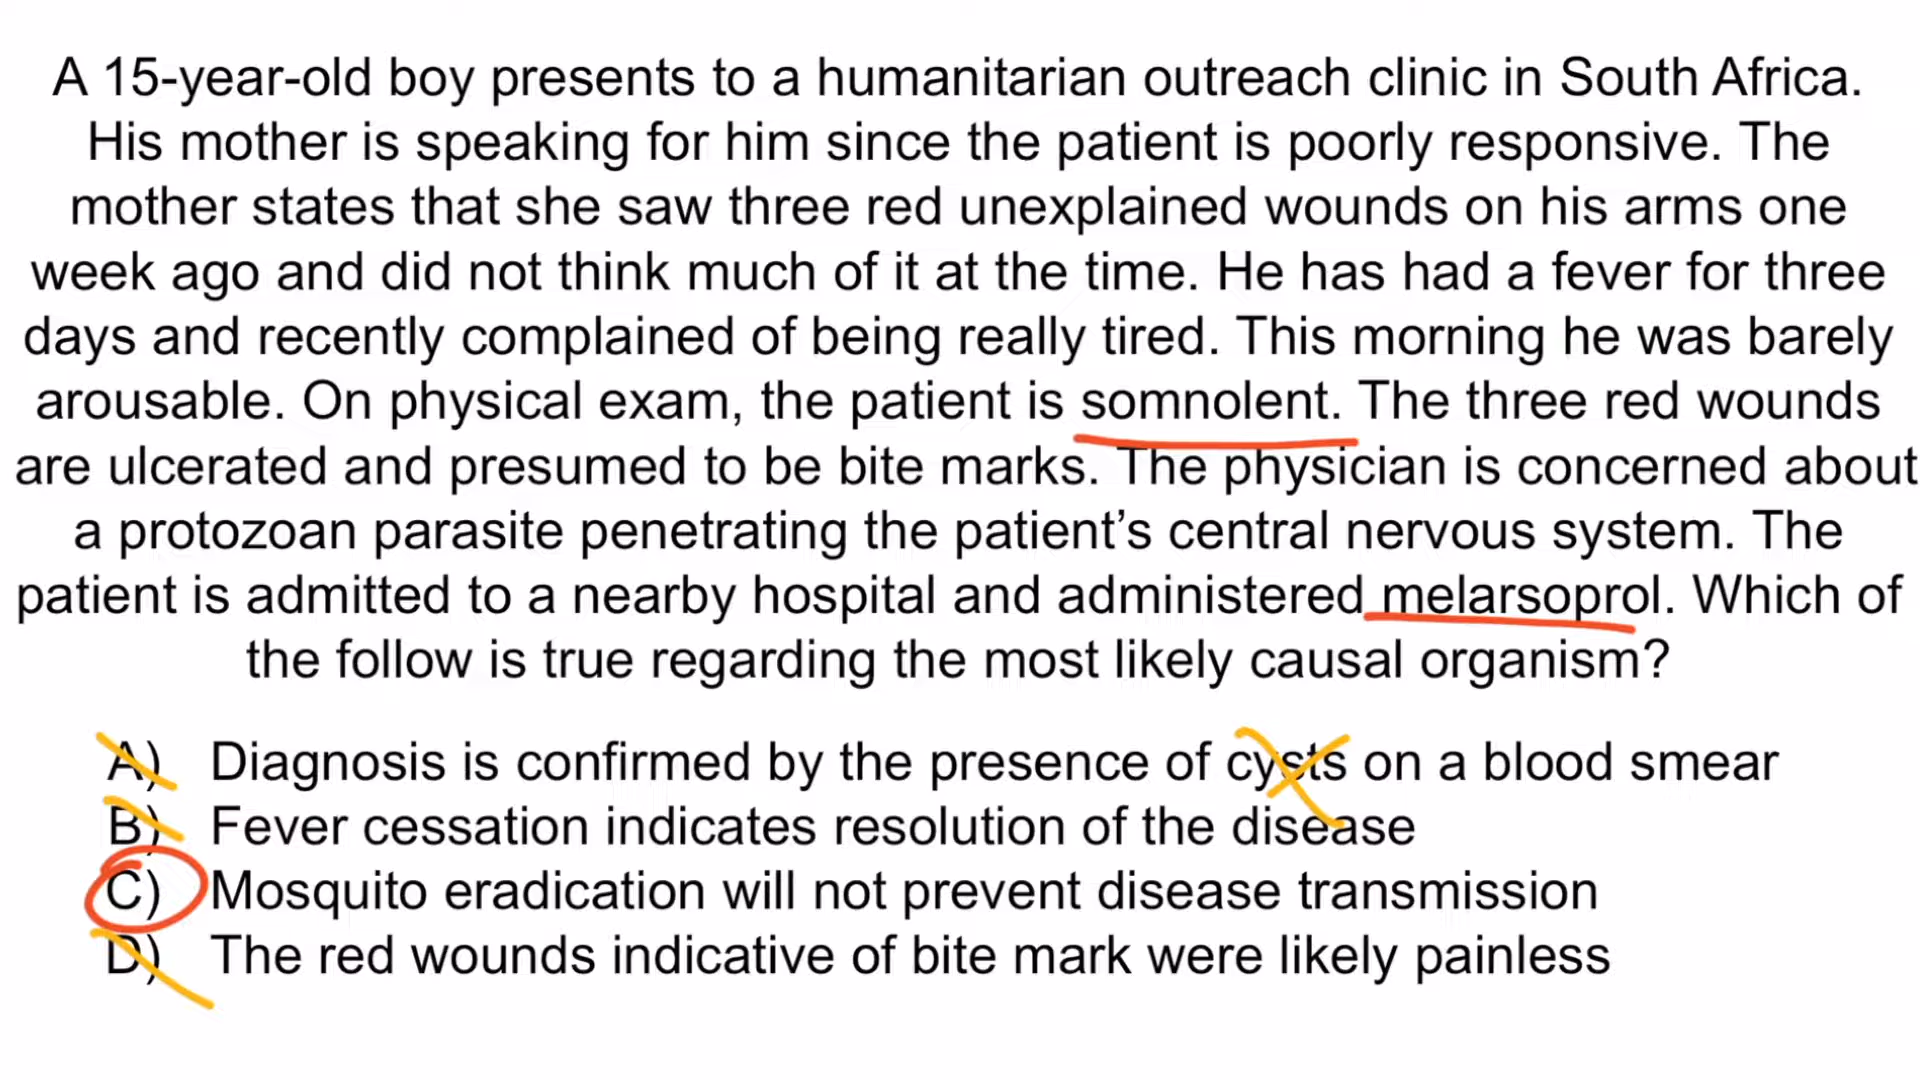 A 15-year-old boy presents to a humanitarian outreach clinic in South Africa.
His mother is speaking for him since the patient is poorly responsive. The
mother states that she saw three red unexplained wounds on his arms one
week ago and did not think much of it at the time. He has had a fever for three
days and recently complained of being really tired. This morning he was barely
arousable. On physical exam, the patient is somnolent. The three red wounds
are ulcerated and presumed to be bite marks. The physician is concerned about
a protozoan parasite penetrating the patient’s central nervous system. The
patient is admitted to a nearby hospital and administered melarsoprol. Which of
the follow is true regarding the most likely causal organism?
A) Diagnosis is confirmed by the presence of cysts on a blood smear
B) Fever cessation indicates resolution of the disease
C) Mosquito eradication will not prevent disease transmission
D) The red wounds indicative of bite mark were likely painless